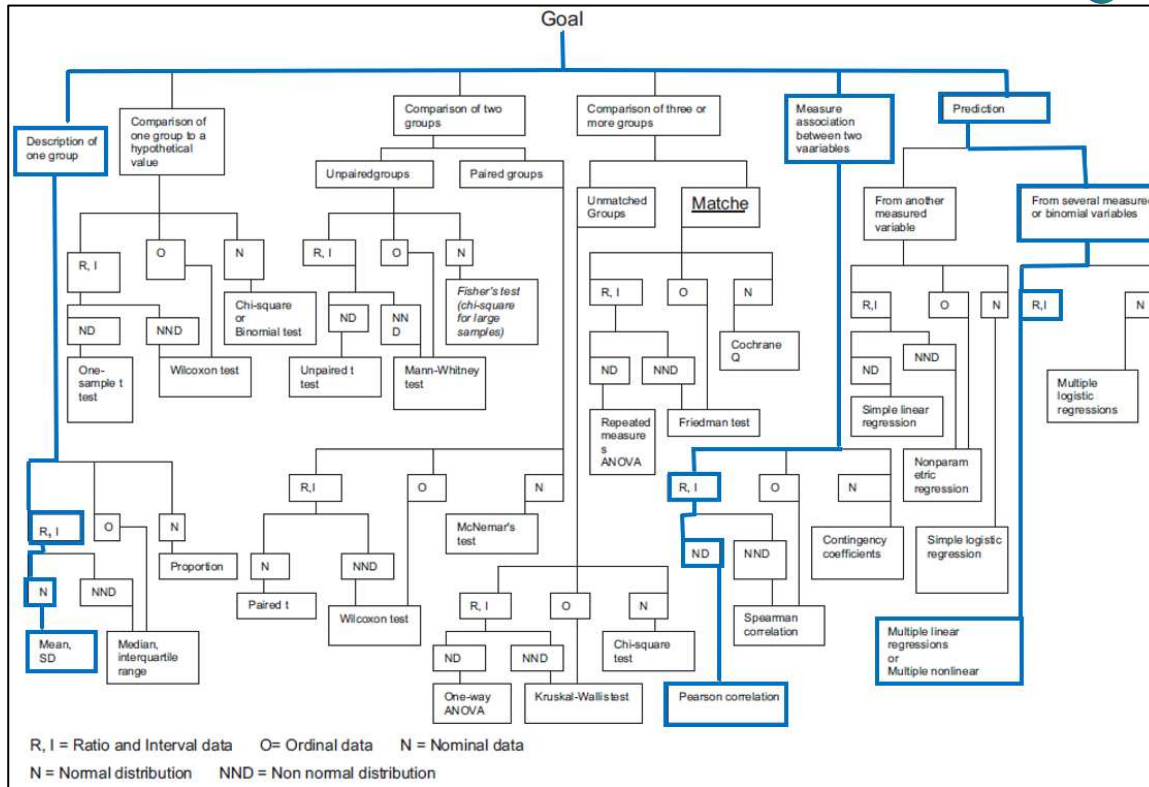 Goal
Description of
one group
Comparison of
one group to a
hypothetical
value
Comparison of two
groups
Comparison of three or
more groups
Measure
association
between two
vaariables
Prediction
Unpairedgroups
Paired groups
Unmatched
Groups
Matche
From another
measured
variable
From several measured
or binomial variables
R, I
O
N
R, I
O
N
R, I
O
N
R,I
O
N
R,I
N
Chi-square
or
Binomial test
Fisher's test
(chi-square
for large
samples)
Cochrane
Q
ND
NND
ND
NN
D
ND
NND
ND
NND
One-
sample t
test
Wilcoxon test
Unpaired t
test
Mann-Whitney
test
Repeated
measure
s
ANOVA
Friedman test
Simple linear
regression
Multiple
logistic
regressions
Nonparam
etric
regression
R, I
O
N
R,I
O
N
R, I
O
N
Proportion
McNemar's
test
Contingency
coefficients
Simple logistic
regression
N
NND
N
NND
ND
NND
Mean,
SD
Median,
interquartile
range
Paired t
Wilcoxon test
R, I
O
N
Spearman
correlation
Chi-square
test
ND
NND
Multiple linear
regressions
or
Multiple nonlinear
One-way
ANOVA
Kruskal-Wallistest
Pearson correlation
R, I = Ratio and Interval data O= Ordinal data N = Nominal data
N = Normal distribution NND = Non normal distribution